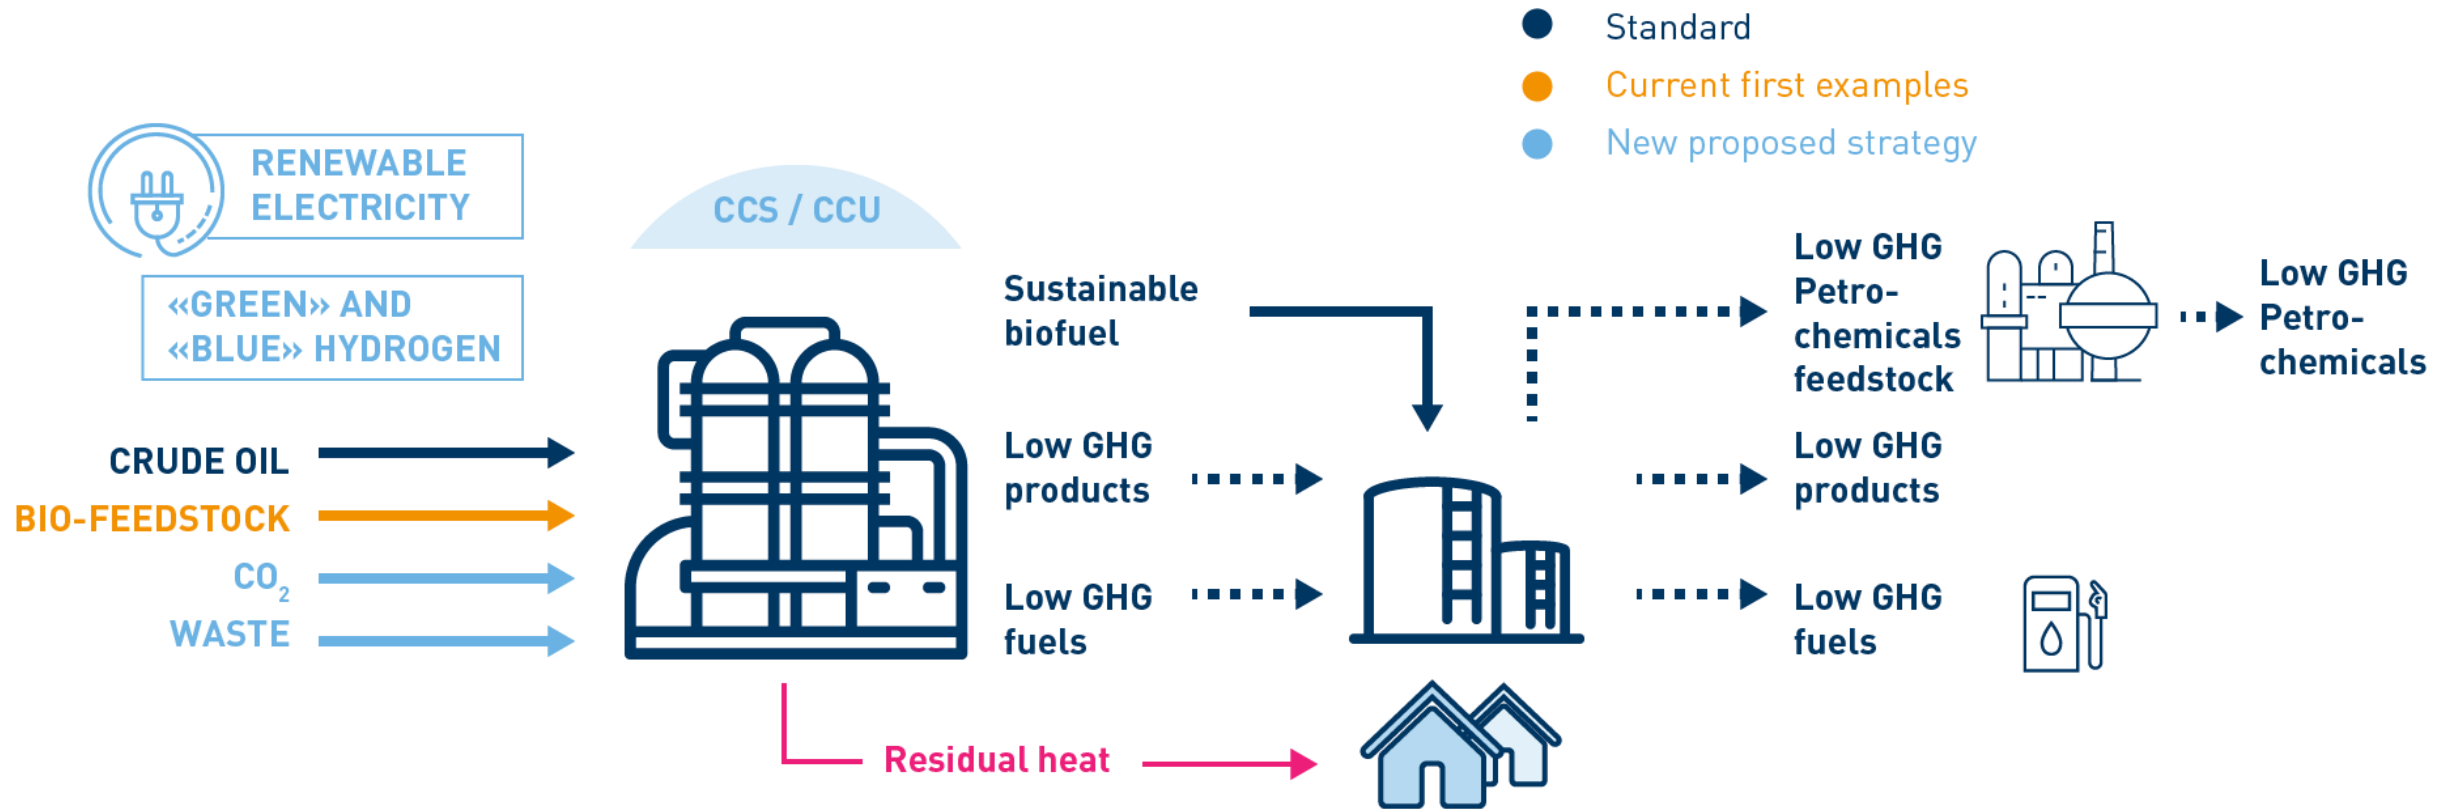 Standard
Current first examples
New proposed strategy
RENEWABLE
ELECTRICITY
«GREEN» AND
«BLUE» HYDROGEN
CRUDE OIL
BIO-FEEDSTOCK
CO₂
WASTE
CCS / CCU
Sustainable
biofuel
Low GHG
products
Low GHG
fuels
Residual heat
Low GHG
Petro-
chemicals
feedstock
Low GHG
products
Low GHG
fuels
Low GHG
Petro-
chemicals